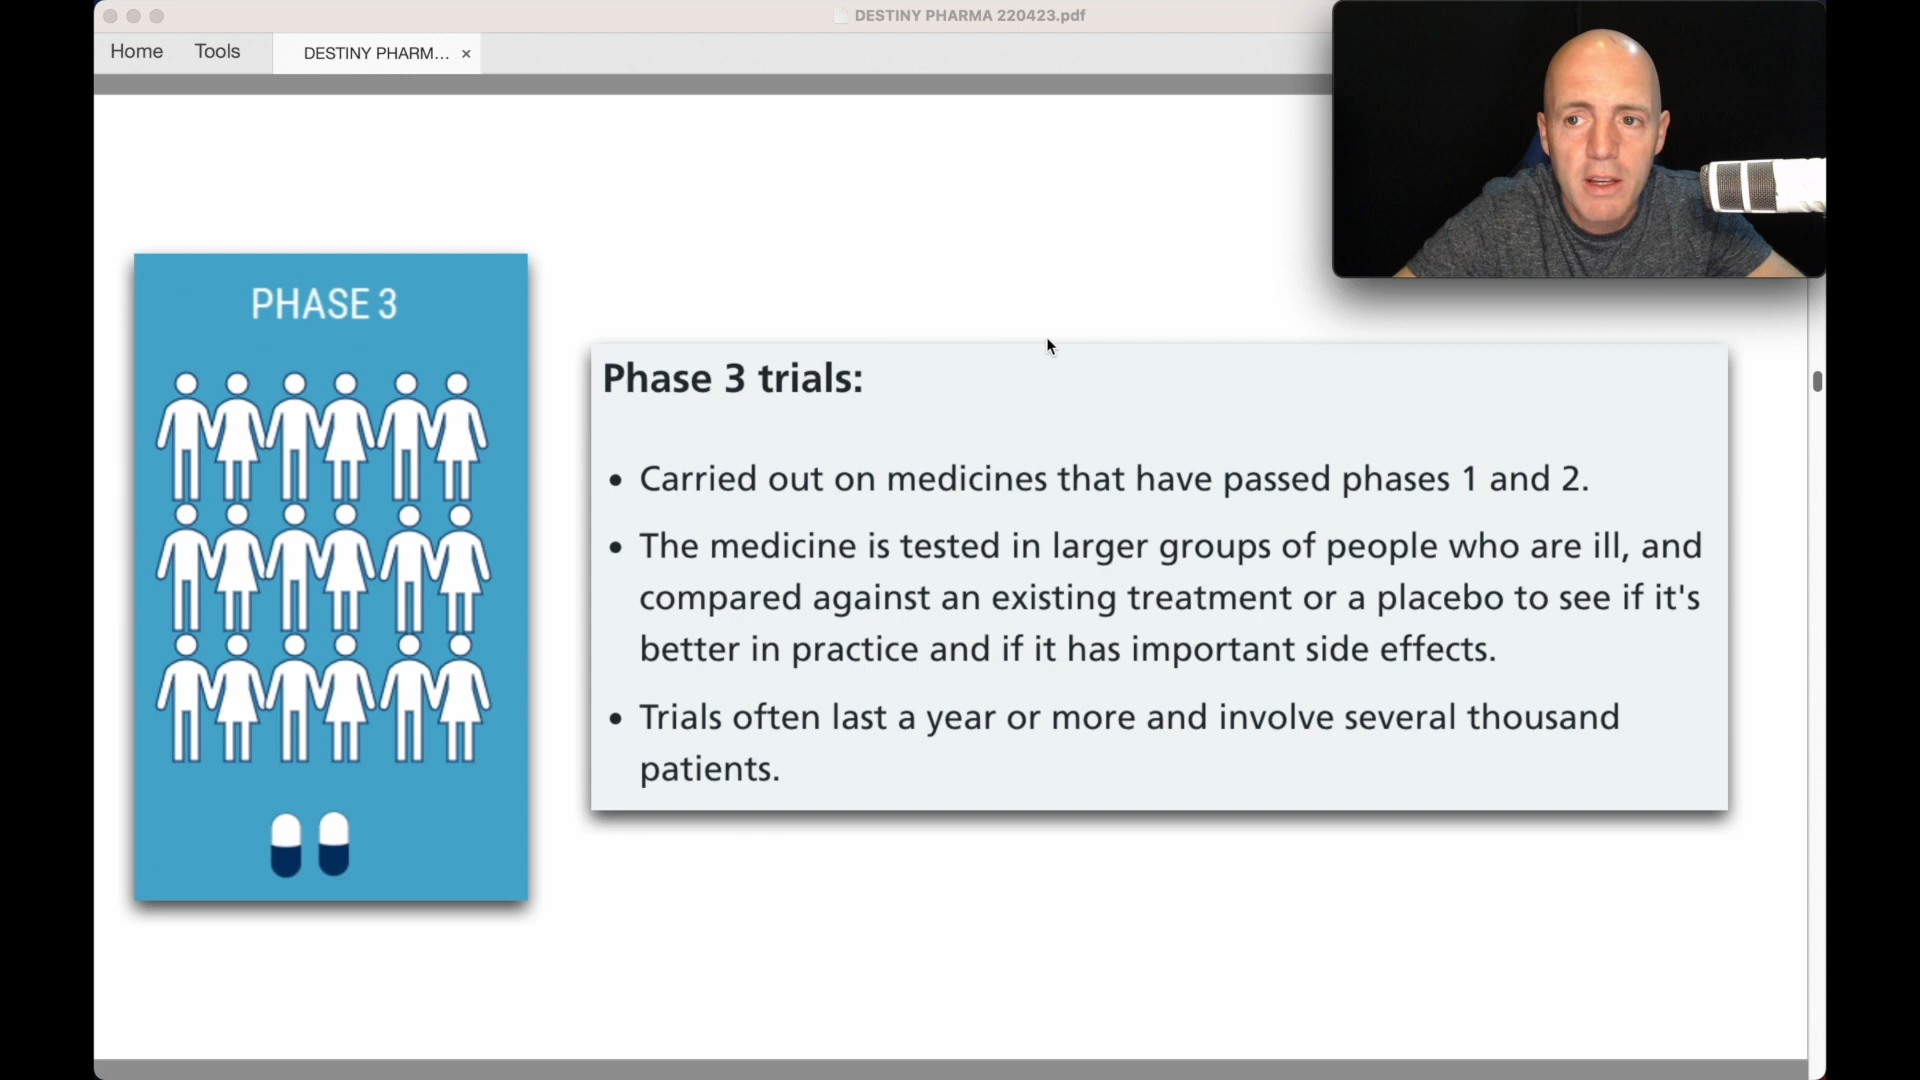 DESTINY PHARMA 220423.pdf
Home Tools DESTINY PHARM... ×
PHASE 3
Phase 3 trials:
• Carried out on medicines that have passed phases 1 and 2.
• The medicine is tested in larger groups of people who are ill, and
compared against an existing treatment or a placebo to see if it's
better in practice and if it has important side effects.
• Trials often last a year or more and involve several thousand
patients.